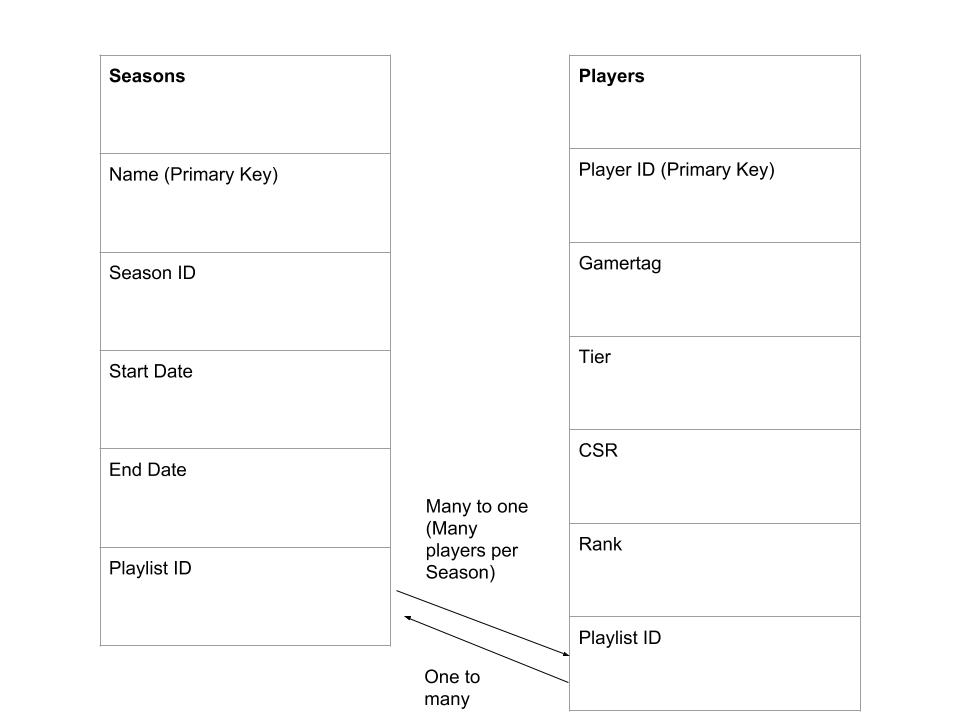 Seasons
Name (Primary Key)
Season ID
Start Date
End Date
Playlist ID
Many to one
(Many
players per
Season)
One to
many
Players
Player ID (Primary Key)
Gamertag
Tier
CSR
Rank
Playlist ID